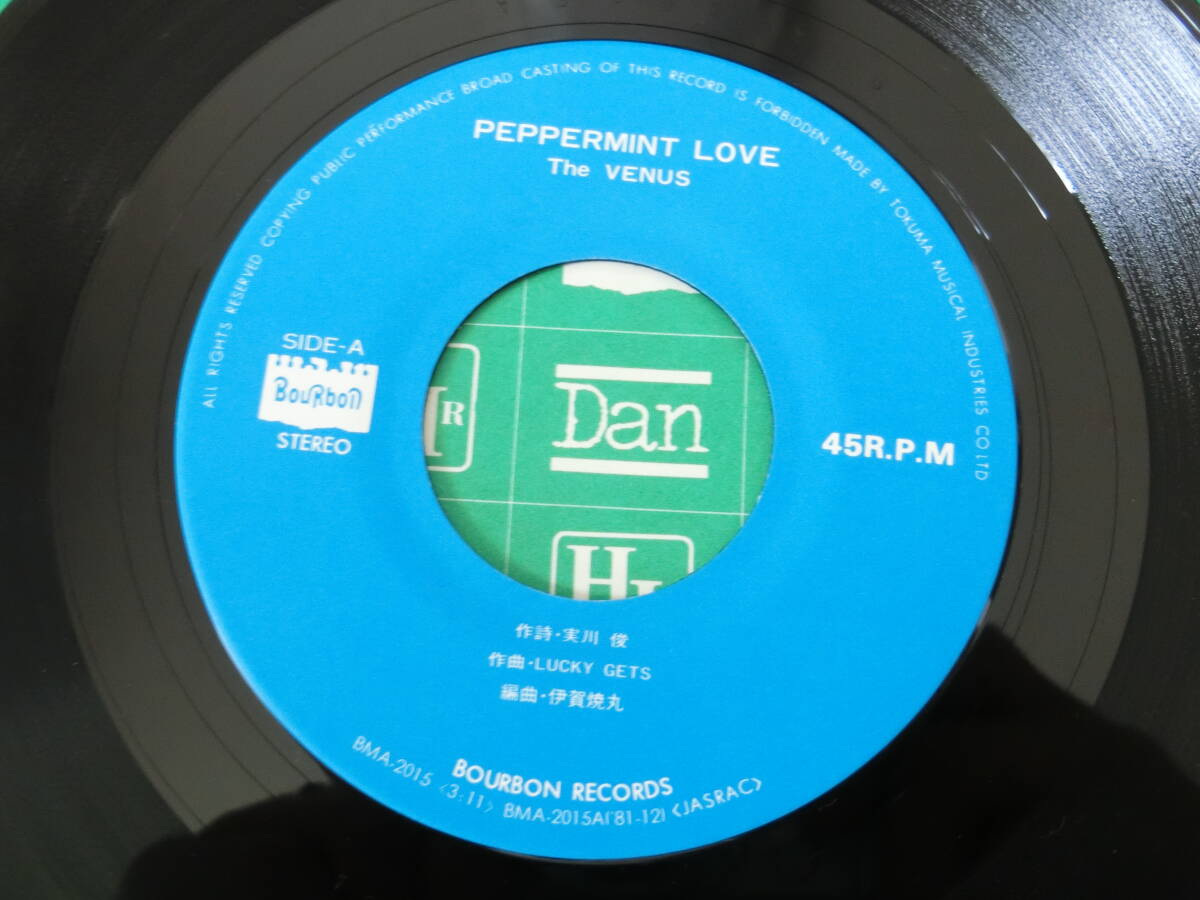 ALL RIGHTS RESERVED COPYING PUBLIC PERFORMANCE BROAD CASTING OF THIS RECORD IS FORBIDDEN MADE BY TOKUMA MUSICAL INDUSTRIES CO.LTD
PEPPERMINT LOVE
The VENUS
SIDE-A
BouRbon
STEREO
R
Dan
45R.P.M
作詩・実川 俊
作曲・LUCKY GETS
編曲・伊賀焼丸
BOURBON RECORDS
BMA-2015 〈3:11〉 BMA-2015A('81-12) 〈JASRAC〉